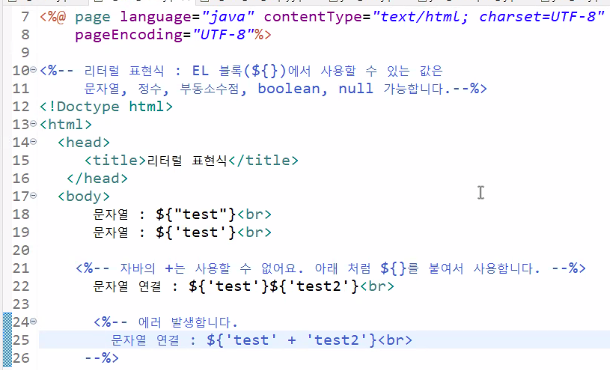 7 <%@ page language="java" contentType="text/html; charset=UTF-8"
8 pageEncoding="UTF-8"%>
9
10 <%-- 리터럴 표현식 : EL 블록(${})에서 사용할 수 있는 값은
11 문자열, 정수, 부동소수점, boolean, null 가능합니다.--%>
12 <!Doctype html>
13 <html>
14 <head>
15 <title>리터럴 표현식</title>
16 </head>
17 <body>
18 문자열 : ${"test"}<br>
19 문자열 : ${'test'}<br>
20
21 <%-- 자바의 +는 사용할 수 없어요. 아래 처럼 ${}를 붙여서 사용합니다. --%>
22 문자열 연결 : ${'test'}${'test2'}<br>
23
24 <%-- 에러 발생합니다.
25 문자열 연결 : ${'test' + 'test2'}<br>
26 --%>